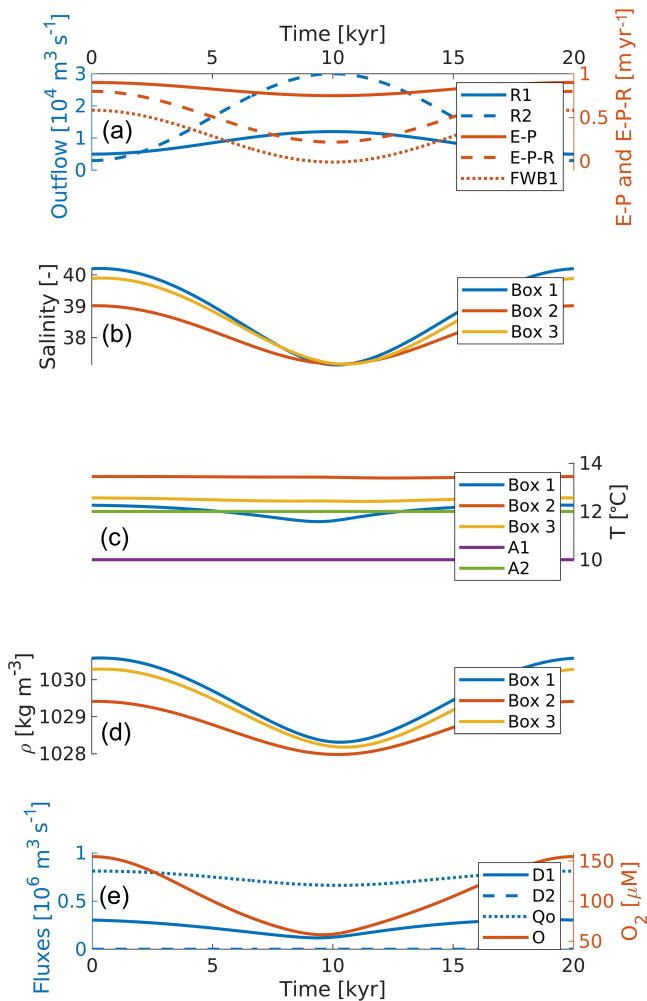 Time [kyr]
0 5 10 15 20
Outflow [10⁴ m³ s⁻¹]
3
2
1
0
(a)
R1
R2
E-P
E-P-R
FWB1
1
0.5
0
E-P and E-P-R [m yr⁻¹]
Salinity [-]
40
39
38
(b)
Box 1
Box 2
Box 3
(c)
Box 1
Box 2
Box 3
A1
A2
14
12
10
T [°C]
ρ [kg m⁻³]
1030
1029
1028
(d)
Box 1
Box 2
Box 3
Fluxes [10⁶ m³ s⁻¹]
1
0.5
0
(e)
D1
D2
Qo
O
150
100
50
O₂ [μM]
0 5 10 15 20
Time [kyr]